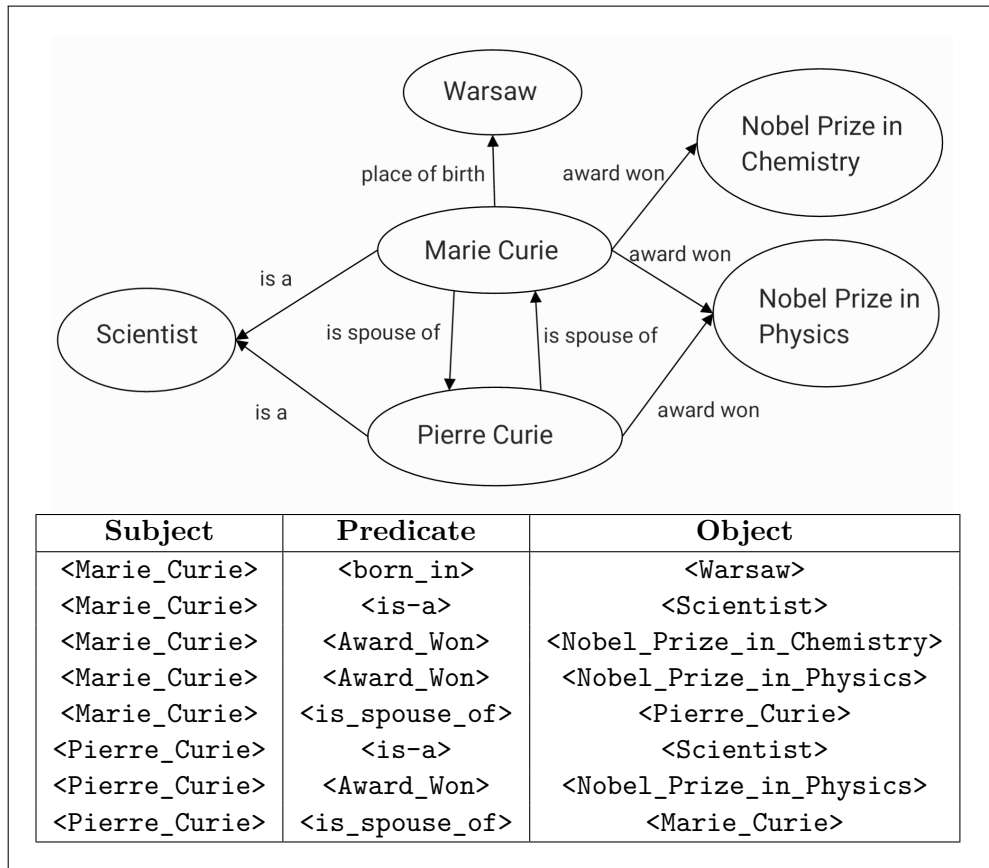 Warsaw
Nobel Prize in
Chemistry
place of birth
award won
Marie Curie
award won
is a
Nobel Prize in
Physics
Scientist
is spouse of
is spouse of
is a
award won
Pierre Curie
Subject Predicate Object
<Marie_Curie> <born_in> <Warsaw>
<Marie_Curie> <is-a> <Scientist>
<Marie_Curie> <Award_Won> <Nobel_Prize_in_Chemistry>
<Marie_Curie> <Award_Won> <Nobel_Prize_in_Physics>
<Marie_Curie> <is_spouse_of> <Pierre_Curie>
<Pierre_Curie> <is-a> <Scientist>
<Pierre_Curie> <Award_Won> <Nobel_Prize_in_Physics>
<Pierre_Curie> <is_spouse_of> <Marie_Curie>